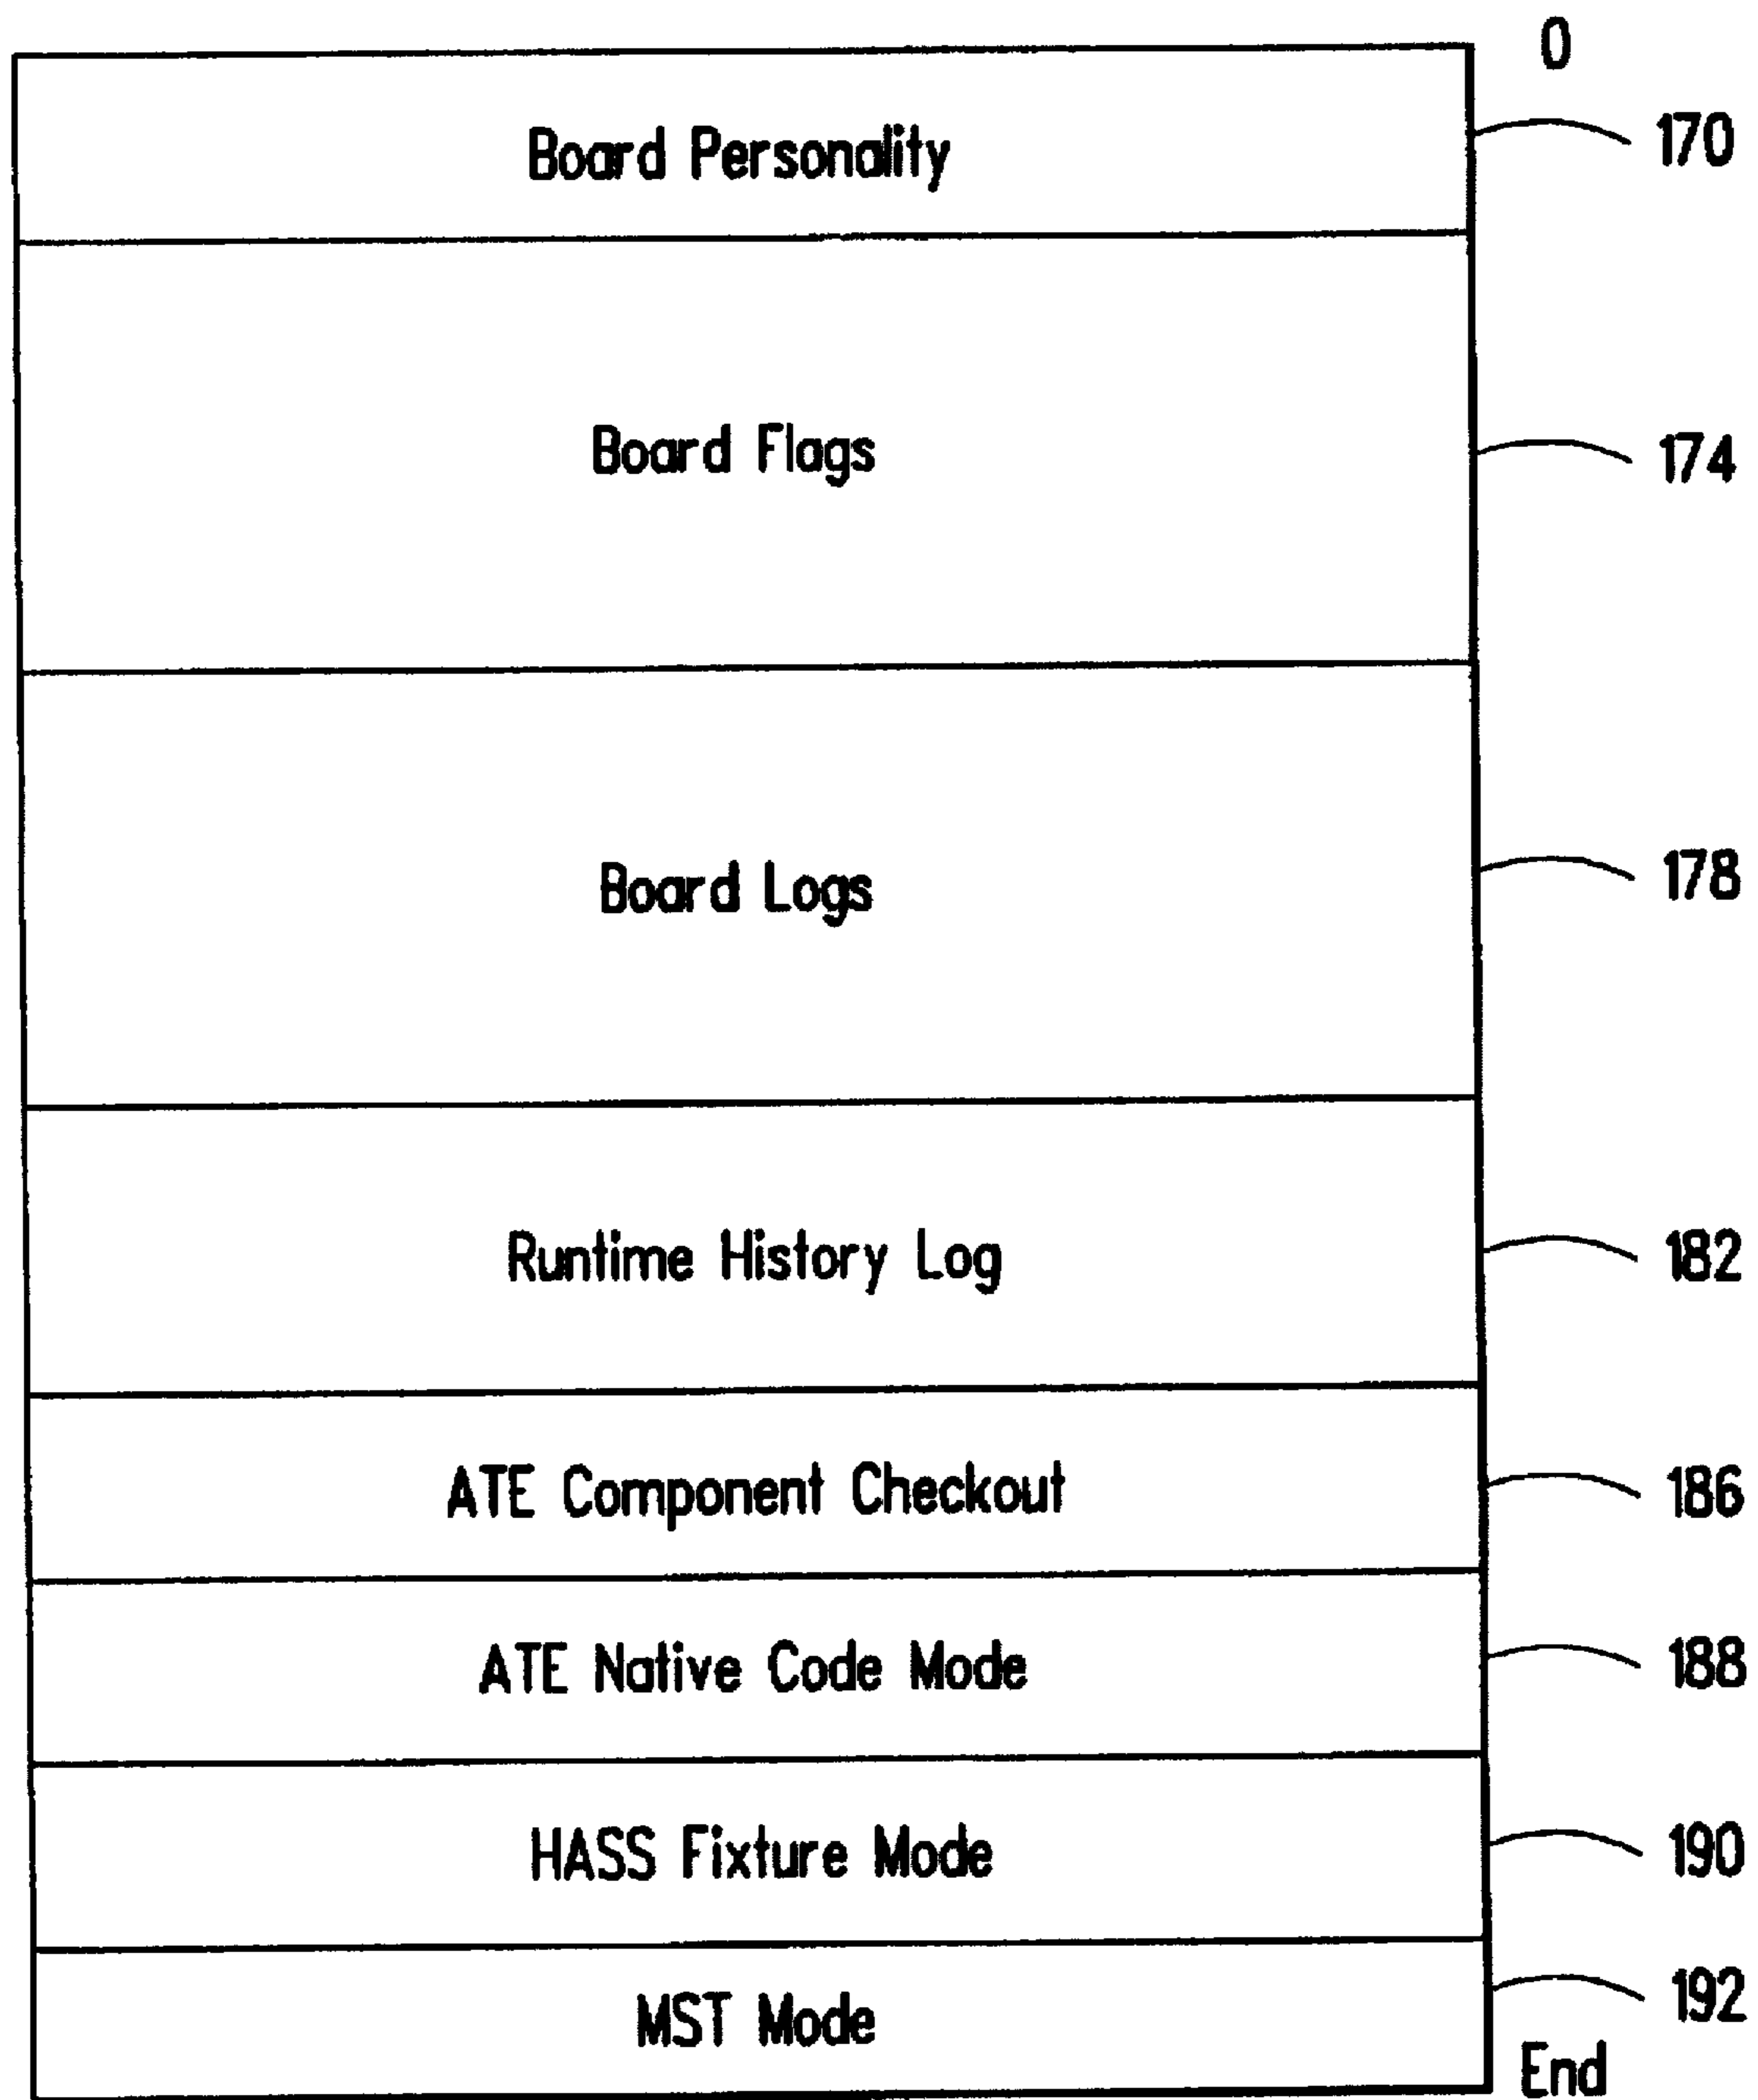 0
Board Personality 170
Board Flags 174
Board Logs 178
Runtime History Log 182
ATE Component Checkout 186
ATE Native Code Mode 188
HASS Fixture Mode 190
MST Mode 192
End